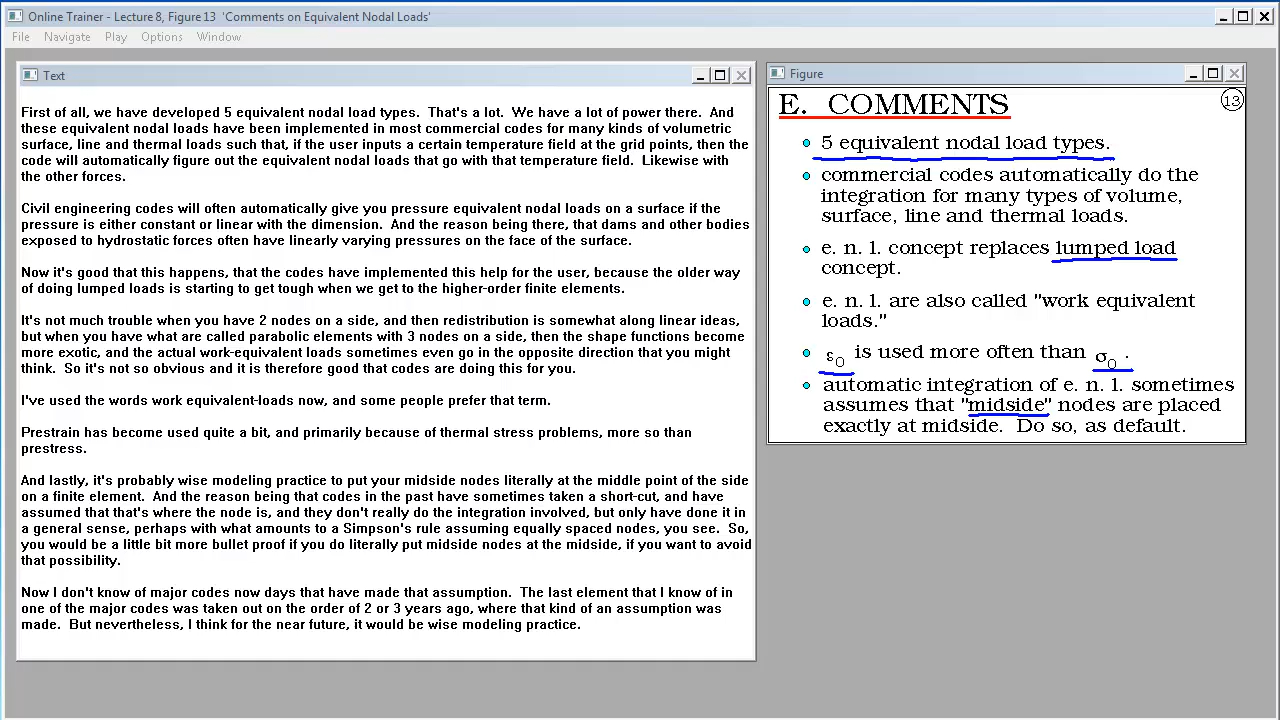 Online Trainer - Lecture 8, Figure 13 'Comments on Equivalent Nodal Loads'
File Navigate Play Options Window
Text
First of all, we have developed 5 equivalent nodal load types. That's a lot. We have a lot of power there. And
these equivalent nodal loads have been implemented in most commercial codes for many kinds of volumetric
surface, line and thermal loads such that, if the user inputs a certain temperature field at the grid points, then the
code will automatically figure out the equivalent nodal loads that go with that temperature field. Likewise with
the other forces.
Civil engineering codes will often automatically give you pressure equivalent nodal loads on a surface if the
pressure is either constant or linear with the dimension. And the reason being there, that dams and other bodies
exposed to hydrostatic forces often have linearly varying pressures on the face of the surface.
Now it's good that this happens, that the codes have implemented this help for the user, because the older way
of doing lumped loads is starting to get tough when we get to the higher-order finite elements.
It's not much trouble when you have 2 nodes on a side, and then redistribution is somewhat along linear ideas,
but when you have what are called parabolic elements with 3 nodes on a side, then the shape functions become
more exotic, and the actual work-equivalent loads sometimes even go in the opposite direction that you might
think. So it's not so obvious and it is therefore good that codes are doing this for you.
I've used the words work equivalent-loads now, and some people prefer that term.
Prestrain has become used quite a bit, and primarily because of thermal stress problems, more so than
prestress.
And lastly, it's probably wise modeling practice to put your midside nodes literally at the middle point of the side
on a finite element. And the reason being that codes in the past have sometimes taken a short-cut, and have
assumed that that's where the node is, and they don't really do the integration involved, but only have done it in
a general sense, perhaps with what amounts to a Simpson's rule assuming equally spaced nodes, you see. So,
you would be a little bit more bullet proof if you do literally put midside nodes at the midside, if you want to avoid
that possibility.
Now I don't know of major codes now days that have made that assumption. The last element that I know of in
one of the major codes was taken out on the order of 2 or 3 years ago, where that kind of an assumption was
made. But nevertheless, I think for the near future, it would be wise modeling practice.
Figure
E. COMMENTS
13
• 5 equivalent nodal load types.
• commercial codes automatically do the
integration for many types of volume,
surface, line and thermal loads.
• e. n. l. concept replaces lumped load
concept.
• e. n. l. are also called "work equivalent
loads."
• ε₀ is used more often than σ₀ .
• automatic integration of e. n. l. sometimes
assumes that "midside" nodes are placed
exactly at midside. Do so, as default.